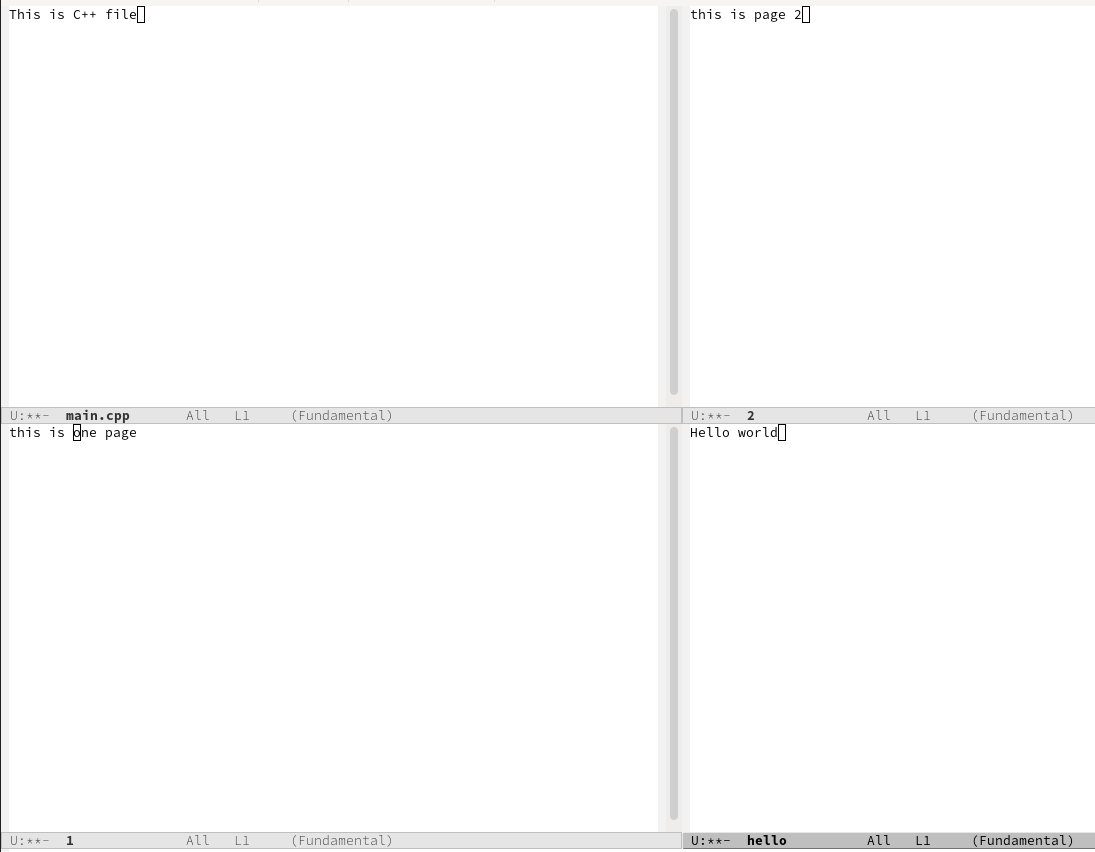 This is C++ file
this is page 2
U:**-  main.cpp       All   L1     (Fundamental)
U:**-  2              All   L1     (Fundamental)
this is one page
Hello world
U:**-  1              All   L1     (Fundamental)
U:**-  hello          All   L1     (Fundamental)